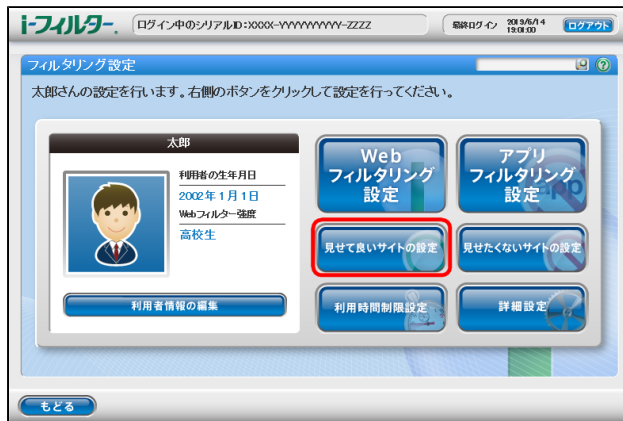 i-フィルター. ログイン中のシリアルID:XXXX-YYYYYYYYYY-ZZZZ 最終ログイン 2013/6/14 19:01:00 ログアウト
フィルタリング設定 ?
太郎さんの設定を行います。右側のボタンをクリックして設定を行ってください。
太郎
利用者の生年月日
2002年1月1日
Webフィルター強度
高校生
利用者情報の編集
Web
フィルタリング
設定
アプリ
フィルタリング
設定
app
見せて良いサイトの設定
見せたくないサイトの設定
利用時間制限設定
詳細設定
もどる